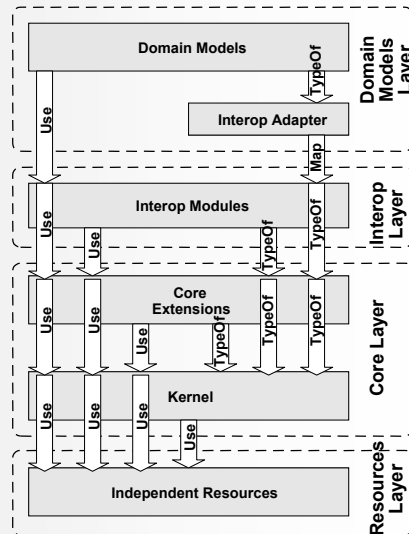 Domain Models
TypeOf
Use
Interop Adapter
Map
Domain
Models
Layer
Interop Modules
Use
TypeOf
Use
TypeOf
Interop
Layer
Core
Extensions
Use
Use
TypeOf
TypeOf
Use
TypeOf
Kernel
Core Layer
Use
Use
Use
Use
Independent Resources
Resources
Layer